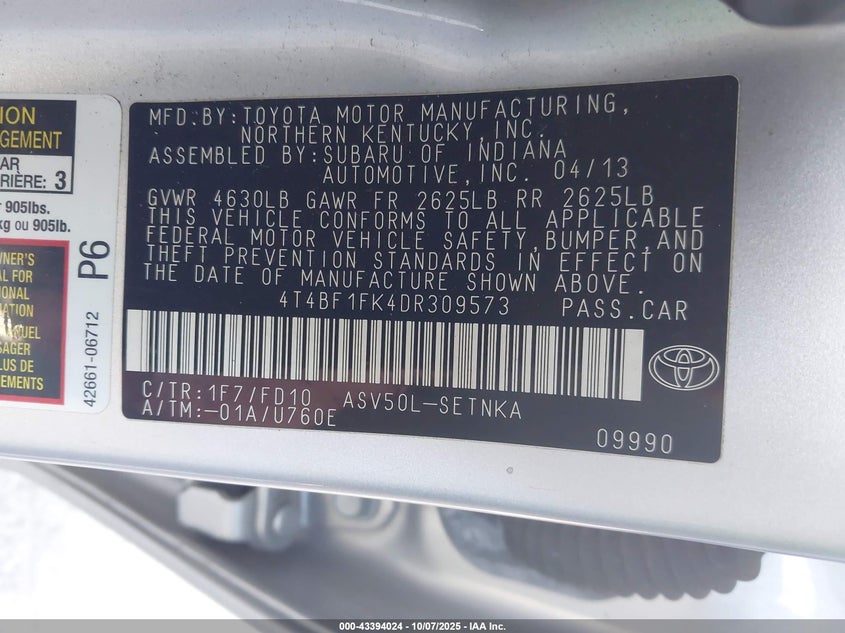 ION
GEMENT
AR
RIÈRE: 3
905lbs.
kg ou 905lb.
P6
42661-06712
MFD.BY:TOYOTA MOTOR MANUFACTURING,
NORTHERN KENTUCKY, INC.
ASSEMBLED BY:SUBARU OF INDIANA
AUTOMOTIVE,INC. 04/13
GVWR 4630LB GAWR FR 2625LB RR 2625LB
THIS VEHICLE CONFORMS TO ALL APPLICABLE
FEDERAL MOTOR VEHICLE SAFETY,BUMPER,AND
THEFT PREVENTION STANDARDS IN EFFECT ON
THE DATE OF MANUFACTURE SHOWN ABOVE.
4T4BF1FK4DR309573 PASS.CAR
C/TR:1F7/FD10 ASV50L-SETNKA
A/TM:-01A/U760E
09990
000-43394024 - 10/07/2025 - IAA Inc.